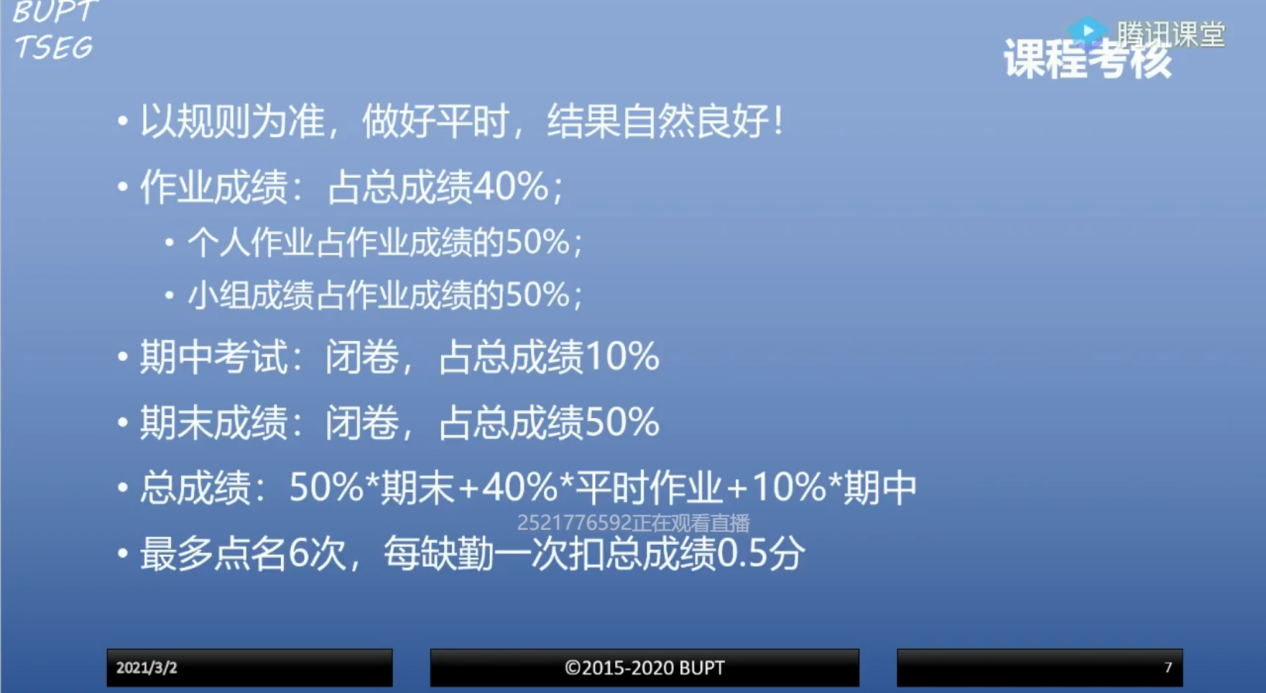 BUPT
TSEG
腾讯课堂
课程考核
• 以规则为准，做好平时，结果自然良好！
• 作业成绩：占总成绩40%；
• 个人作业占作业成绩的50%；
• 小组成绩占作业成绩的50%；
• 期中考试：闭卷，占总成绩10%
• 期末成绩：闭卷，占总成绩50%
• 总成绩：50%*期末+40%*平时作业+10%*期中
2521776592正在观看直播
• 最多点名6次，每缺勤一次扣总成绩0.5分
2021/3/2
©2015-2020 BUPT
7